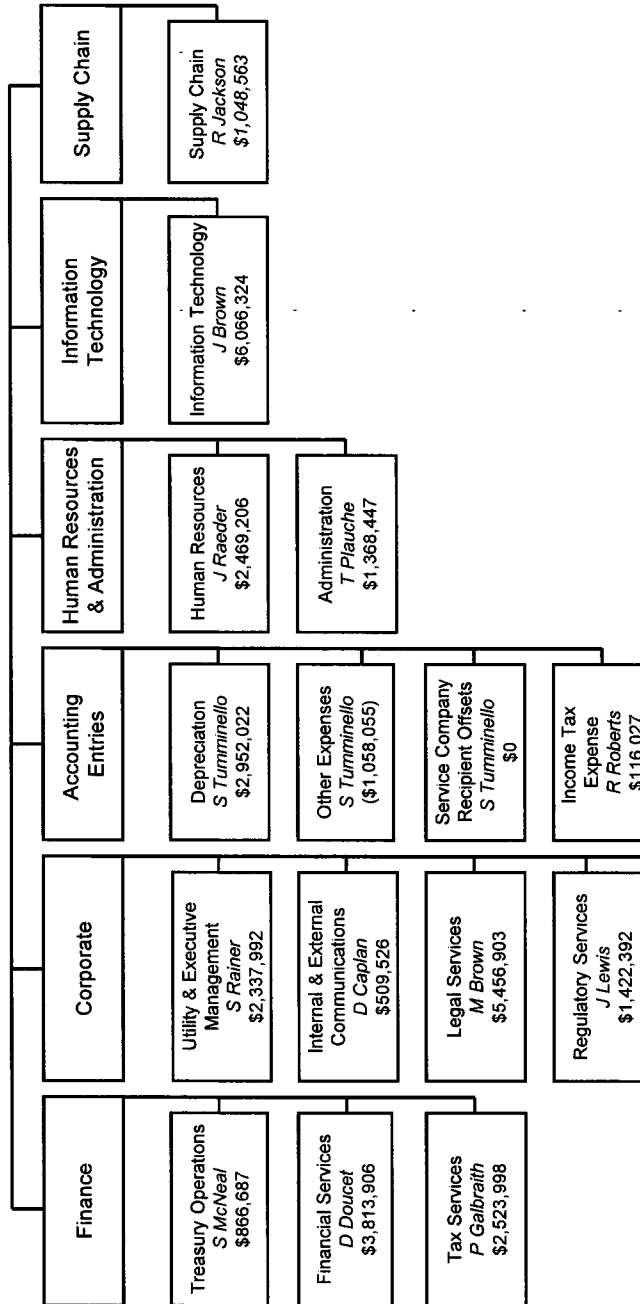 Finance
Treasury Operations
S McNeal
$866,687
Financial Services
D Doucet
$3,813,906
Tax Services
P Galbraith
$2,523,998
Corporate
Utility & Executive
Management
S Rainer
$2,337,992
Internal & External
Communications
D Caplan
$509,526
Legal Services
M Brown
$5,456,903
Regulatory Services
J Lewis
$1,422,392
Accounting
Entries
Depreciation
S Tumminello
$2,952,022
Other Expenses
S Tumminello
($1,058,055)
Service Company
Recipient Offsets
S Tumminello
$0
Income Tax
Expense
R Roberts
$116,027
Human Resources
& Administration
Human Resources
J Raeder
$2,469,206
Administration
T Plauche
$1,368,447
Information
Technology
Information Technology
J Brown
$6,066,324
Supply Chain
Supply Chain
R Jackson
$1,048,563